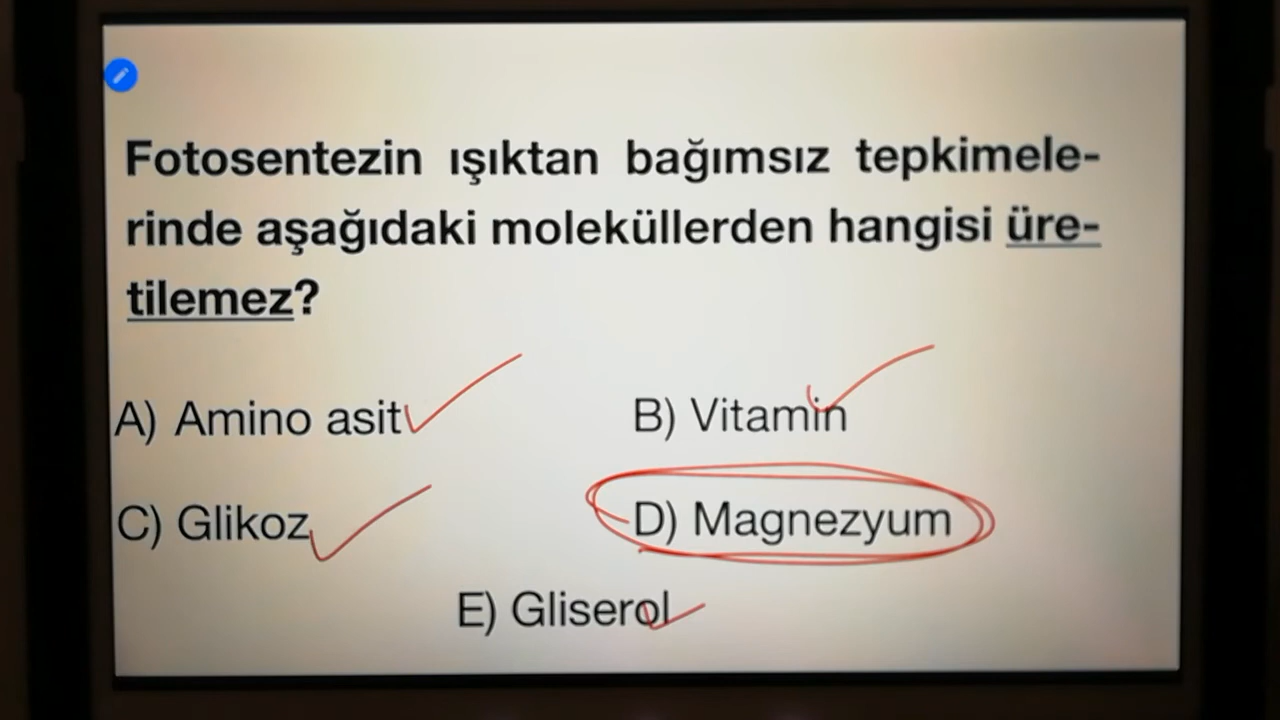 Fotosentezin ışıktan bağımsız tepkimele-
rinde aşağıdaki moleküllerden hangisi üre-
tilemez?
A) Amino asit
B) Vitamin
C) Glikoz
D) Magnezyum
E) Gliserol